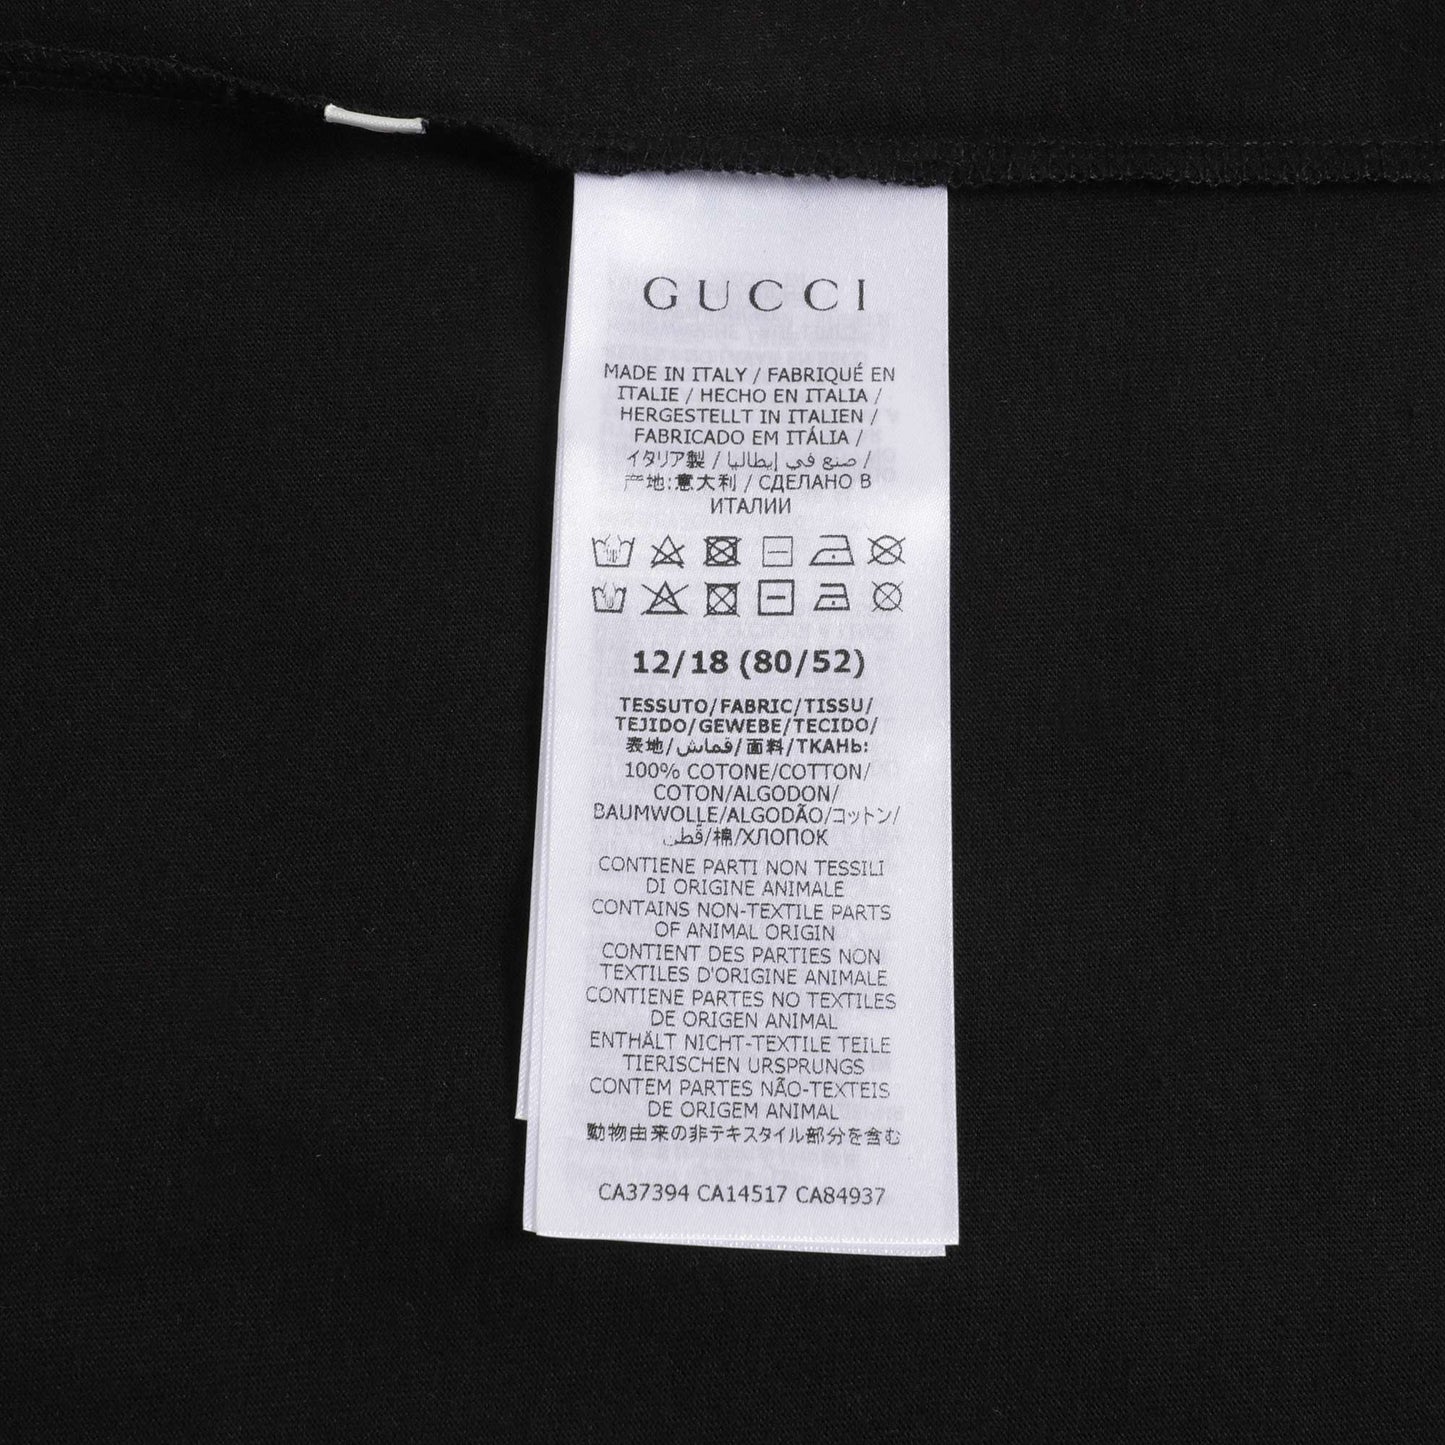 GUCCI
MADE IN ITALY / FABRIQUÉ EN
ITALIE / HECHO EN ITALIA /
HERGESTELLT IN ITALIEN /
FABRICADO EM ITÁLIA /
イタリア製 / صنع في إيطاليا /
产地:意大利 / СДЕЛАНО В
ИТАЛИИ
12/18 (80/52)
TESSUTO/FABRIC/TISSU/
TEJIDO/GEWEBE/TECIDO/
表地/قماش/面料/ТКАНЬ:
100% COTONE/COTTON/
COTON/ALGODON/
BAUMWOLLE/ALGODÃO/コットン/
قطن/棉/ХЛОПОК
CONTIENE PARTI NON TESSILI
DI ORIGINE ANIMALE
CONTAINS NON-TEXTILE PARTS
OF ANIMAL ORIGIN
CONTIENT DES PARTIES NON
TEXTILES D'ORIGINE ANIMALE
CONTIENE PARTES NO TEXTILES
DE ORIGEN ANIMAL
ENTHÄLT NICHT-TEXTILE TEILE
TIERISCHEN URSPRUNGS
CONTEM PARTES NÃO-TEXTEIS
DE ORIGEM ANIMAL
動物由来の非テキスタイル部分を含む
CA37394 CA14517 CA84937